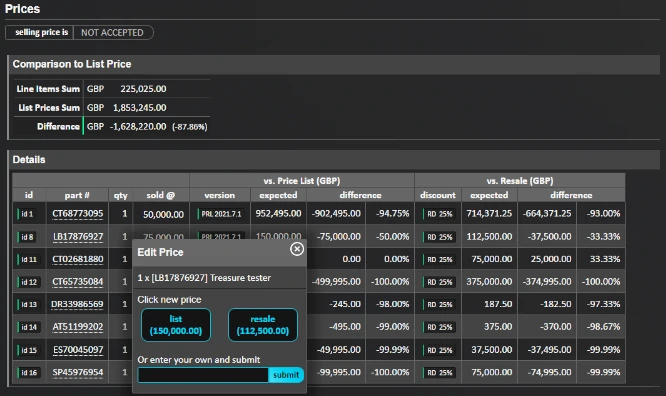 Prices
selling price is NOT ACCEPTED
Comparison to List Price
Line Items Sum GBP 225,025.00
List Prices Sum GBP 1,853,245.00
Difference GBP -1,628,220.00 (-87.86%)
Details
vs. Price List (GBP) vs. Resale (GBP)
id part # qty sold @ version expected difference discount expected difference
id 1 CT68773095 1 50,000.00 PRL 2021.7.1 952,495.00 -902,495.00 -94.75% RD 25% 714,371.25 -664,371.25 -93.00%
id 8 LB17876927 1 75,000.00 PRL 2021.7.1 150,000.00 -75,000.00 -50.00% RD 25% 112,500.00 -37,500.00 -33.33%
id 11 CT02681880 1 0.00 0.00% RD 25% 75,000.00 25,000.00 33.33%
id 12 CT65735084 1 -499,995.00 -100.00% RD 25% 375,000.00 -374,995.00 -100.00%
id 13 DR33986569 1 -245.00 -98.00% RD 25% 187.50 -182.50 -97.33%
id 14 AT51199202 1 -495.00 -99.00% RD 25% 375.00 -370.00 -98.67%
id 15 ES70045097 1 -49,995.00 -99.99% RD 25% 37,500.00 -37,495.00 -99.99%
id 16 SP45976954 1 -99,995.00 -100.00% RD 25% 75,000.00 -74,995.00 -99.99%
Edit Price
1 x [LB17876927] Treasure tester
Click new price
list
(150,000.00)
resale
(112,500.00)
Or enter your own and submit
submit